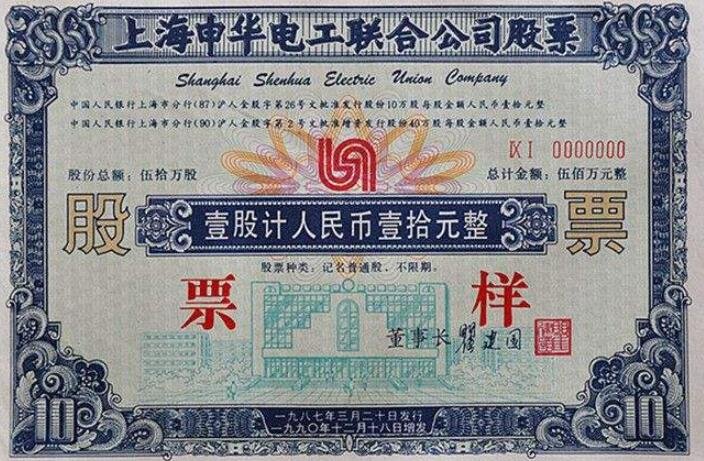 上海申华电工联合公司股票
Shanghai Shenhua Electric Union Company
中国人民银行上海市分行(87)沪人金股字第26号文批准发行股份10万股每股金额人民币壹拾元整
中国人民银行上海市分行(90)沪人金股字第2号文批准增资发行股份40万股每股金额人民币壹拾元整
KI 0000000
股份总额：伍拾万股
总计金额：伍佰万元整
股 壹股计人民币壹拾元整 票
股票种类：记名普通股、不限期。
票 样
董事长 瞿建国
10 一九八七年三月二十日发行 10
一九九〇年十二月十八日增发